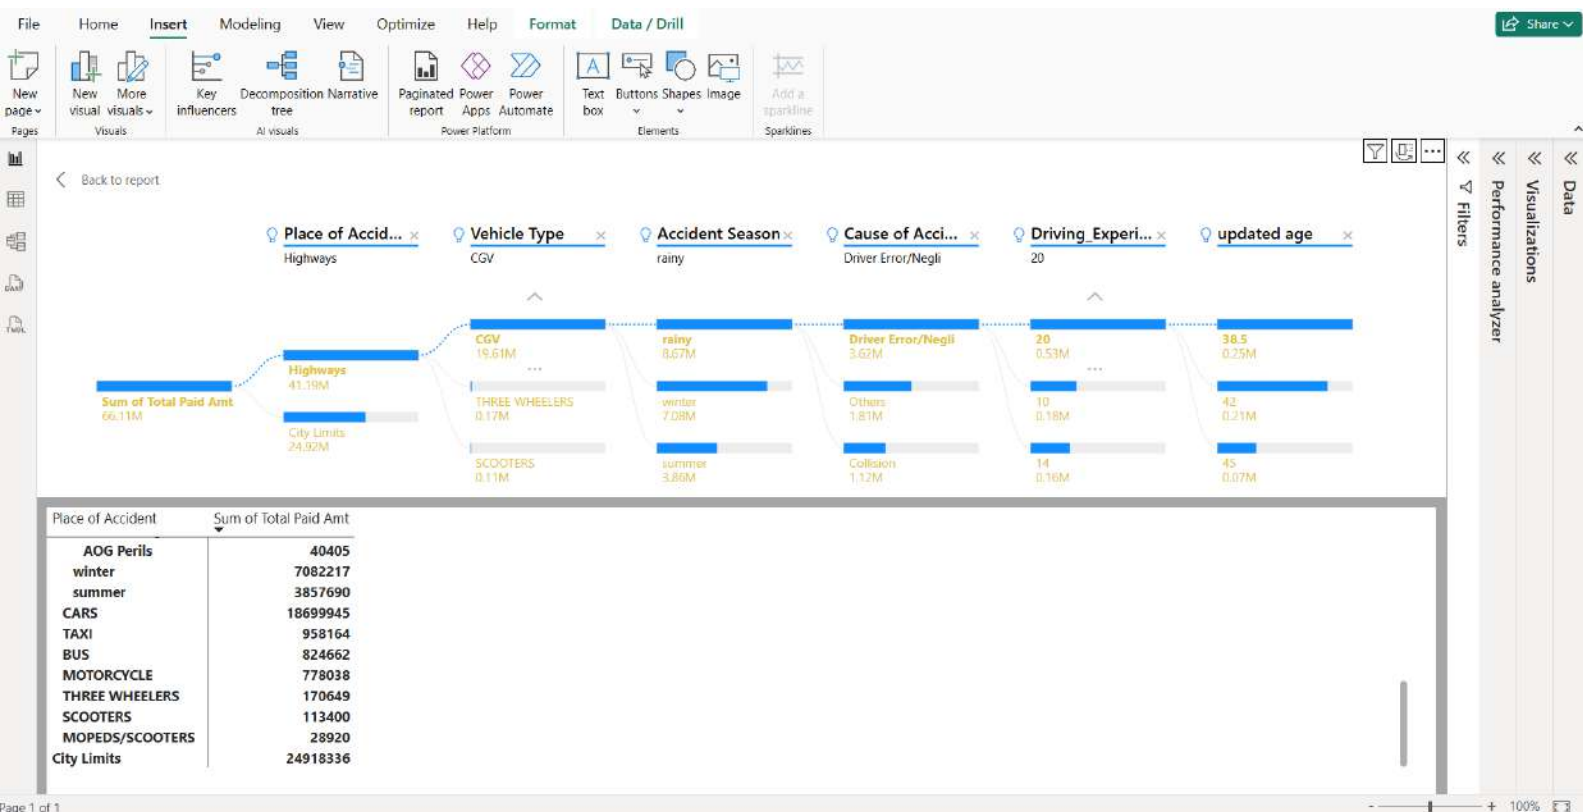 File Home Insert Modeling View Optimize Help Format Data / Drill Share
New page
New visual
More visuals
Key influencers
Decomposition tree
Narrative
Paginated report
Power Apps
Power Automate
Text box
Buttons
Shapes
Image
Add a sparkline
Pages Visuals AI visuals Power Platform Elements Sparklines
Back to report
Place of Accid... Vehicle Type Accident Season Cause of Acci... Driving_Experi... updated age
Highways CGV rainy Driver Error/Negli 20
Sum of Total Paid Amt
66.11M
Highways
41.19M
City Limits
24.92M
CGV
19.61M
...
THREE WHEELERS
0.17M
SCOOTERS
0.11M
rainy
8.67M
winter
7.08M
summer
3.86M
Driver Error/Negli
3.62M
Others
1.81M
Collision
1.12M
20
0.53M
...
10
0.18M
14
0.16M
38.5
0.25M
42
0.21M
45
0.07M
Filters
Performance analyzer
Visualizations
Data
Place of Accident Sum of Total Paid Amt
AOG Perils 40405
winter 7082217
summer 3857690
CARS 18699945
TAXI 958164
BUS 824662
MOTORCYCLE 778038
THREE WHEELERS 170649
SCOOTERS 113400
MOPEDS/SCOOTERS 28920
City Limits 24918336
Page 1 of 1
- + 100%